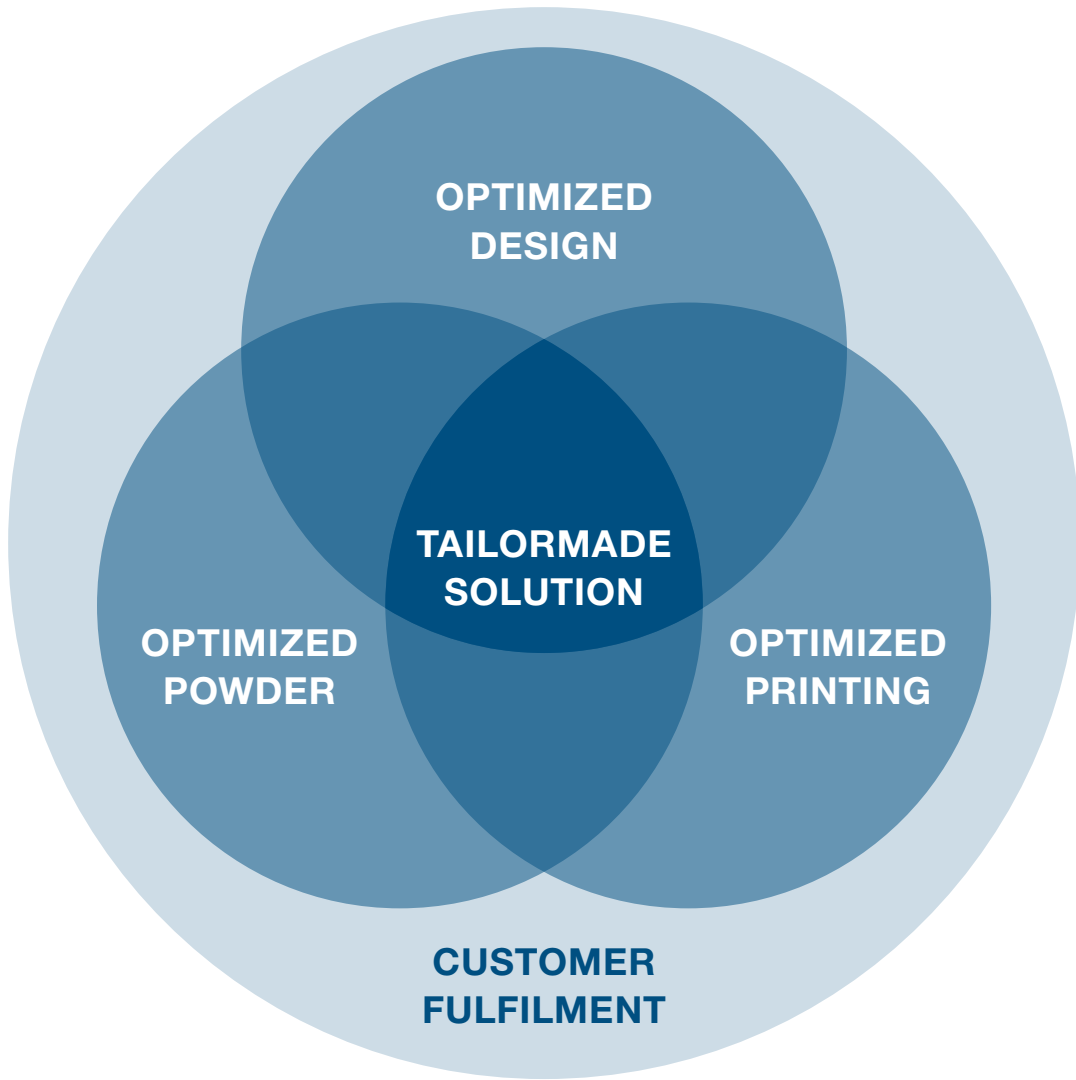 OPTIMIZED
DESIGN
TAILORMADE
SOLUTION
OPTIMIZED
POWDER
OPTIMIZED
PRINTING
CUSTOMER
FULFILMENT